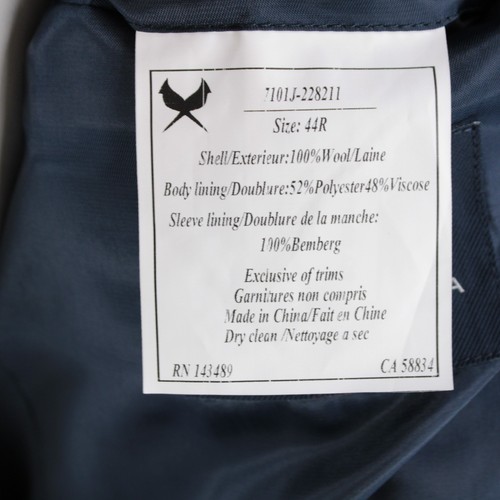 7101J-228211
Size: 44R
Shell/Exterieur:100%Wool/Laine
Body lining/Doublure:52%Polyester48%Viscose
Sleeve lining/Doublure de la manche:
100%Bemberg
Exclusive of trims
Garnitures non compris
Made in China/Fait en Chine
Dry clean /Nettoyage a sec
RN 143489 CA 58834
A